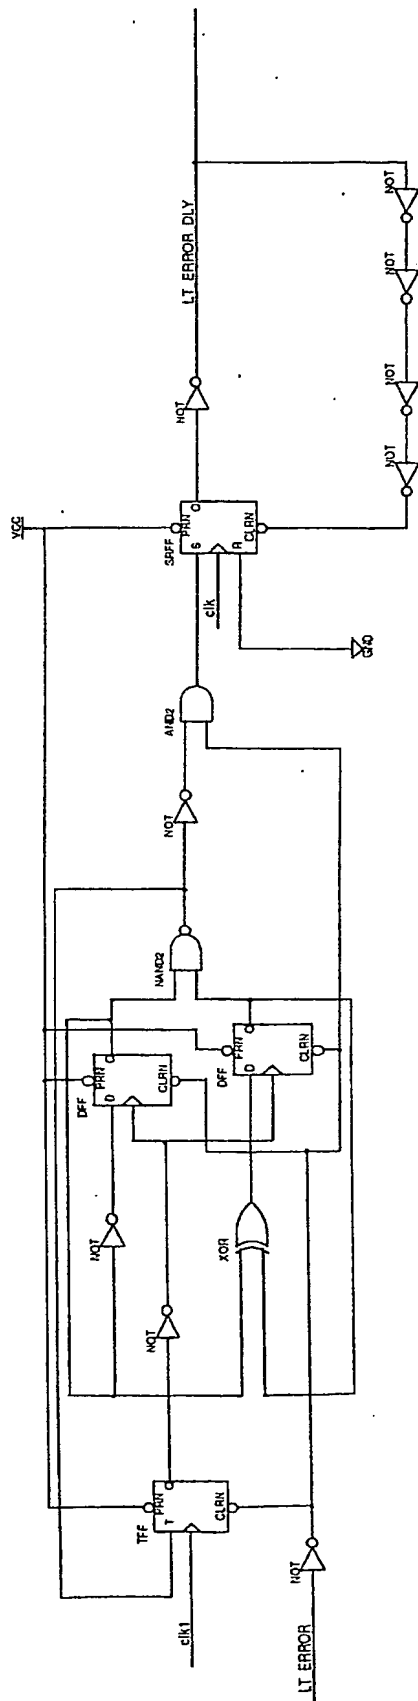 clk1
LT ERROR
NOT
TFF
PRN
T
Q
CLRN
NOT
NOT
XOR
DFF
PRN
D
Q
CLRN
DFF
PRN
D
Q
CLRN
NAND2
NOT
AND2
VCC
SRFF
PRN
S
Q
clk
R
CLRN
GND
NOT
LT ERROR DLY
NOT
NOT
NOT
NOT